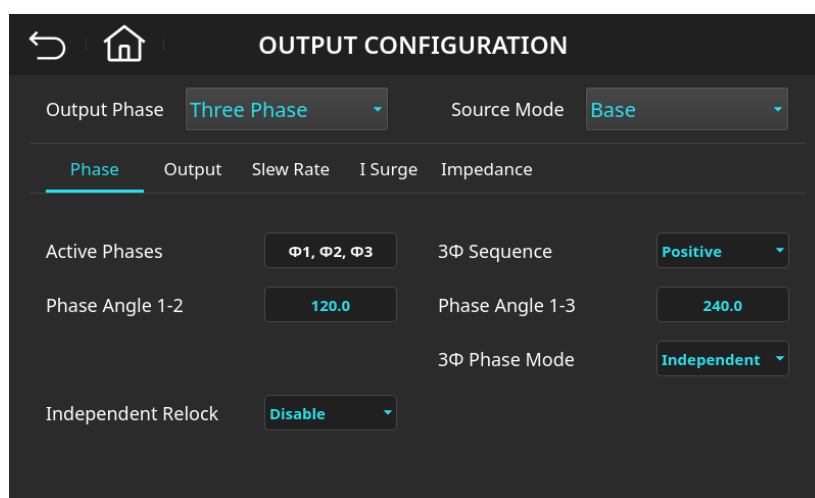 OUTPUT CONFIGURATION
Output Phase Three Phase Source Mode Base
Phase Output Slew Rate I Surge Impedance
Active Phases Φ1, Φ2, Φ3 3Φ Sequence Positive
Phase Angle 1-2 120.0 Phase Angle 1-3 240.0
3Φ Phase Mode Independent
Independent Relock Disable